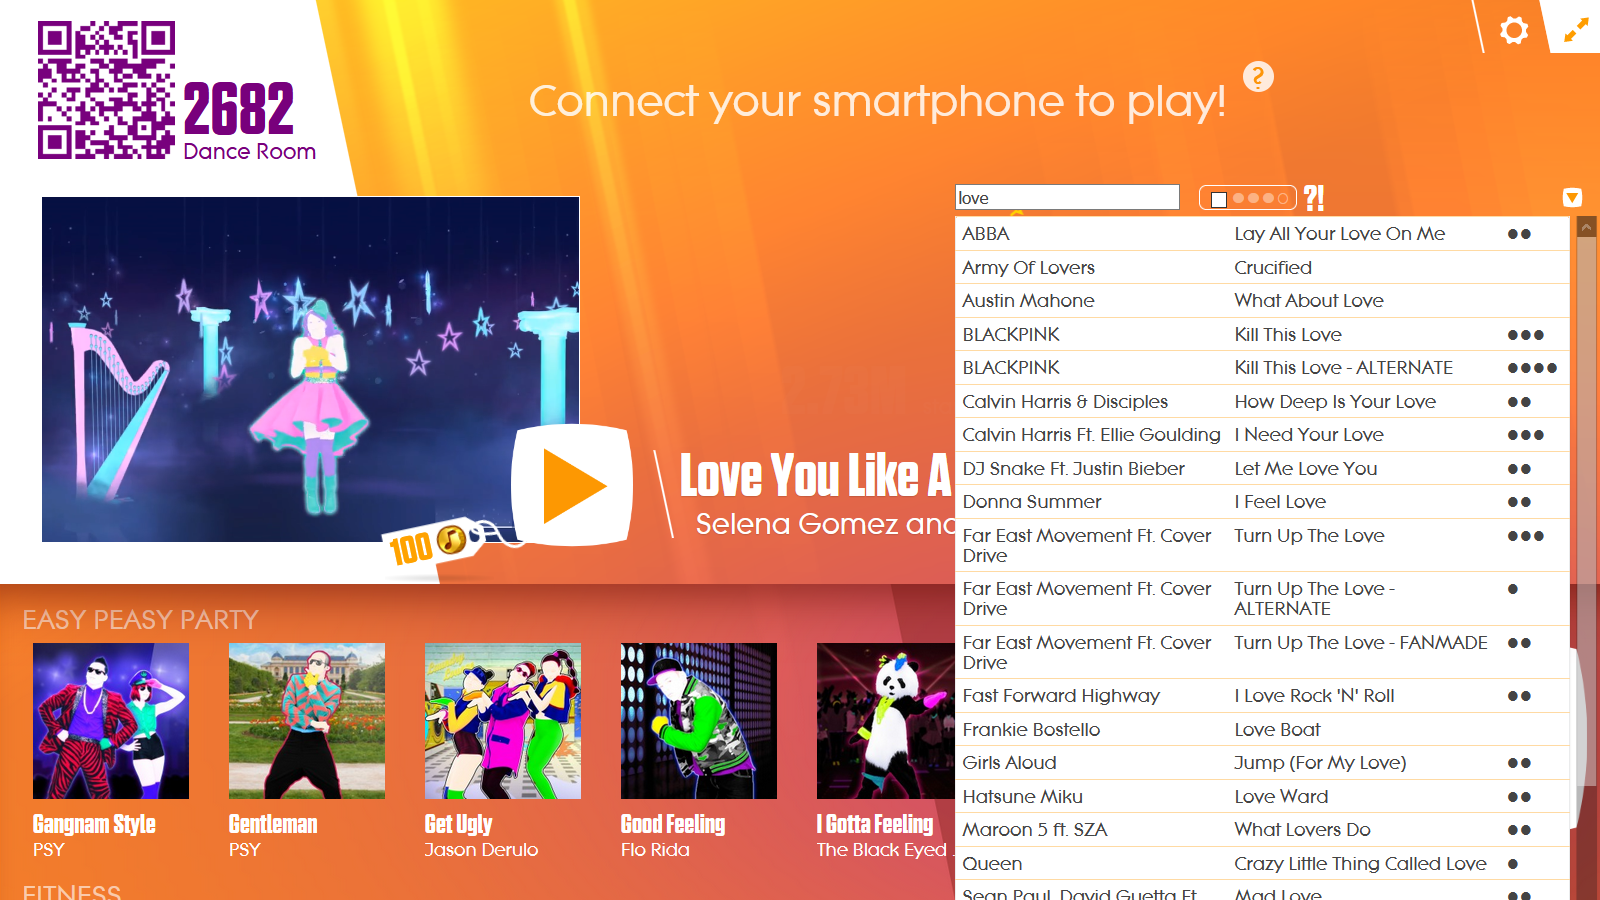 2682
Dance Room
Connect your smartphone to play!
?
love
?!
ABBA Lay All Your Love On Me
Army Of Lovers Crucified
Austin Mahone What About Love
BLACKPINK Kill This Love
BLACKPINK Kill This Love - ALTERNATE
Calvin Harris & Disciples How Deep Is Your Love
Calvin Harris Ft. Ellie Goulding I Need Your Love
DJ Snake Ft. Justin Bieber Let Me Love You
Donna Summer I Feel Love
Far East Movement Ft. Cover Turn Up The Love
Drive
Far East Movement Ft. Cover Turn Up The Love -
Drive ALTERNATE
Far East Movement Ft. Cover Turn Up The Love - FANMADE
Drive
Fast Forward Highway I Love Rock 'N' Roll
Frankie Bostello Love Boat
Girls Aloud Jump (For My Love)
Hatsune Miku Love Ward
Maroon 5 ft. SZA What Lovers Do
Queen Crazy Little Thing Called Love
Sean Paul, David Guetta Ft. Mad Love
Love You Like A
Selena Gomez and
100
EASY PEASY PARTY
Gangnam Style
PSY
Gentleman
PSY
Get Ugly
Jason Derulo
Good Feeling
Flo Rida
I Gotta Feeling
The Black Eyed
FITNESS